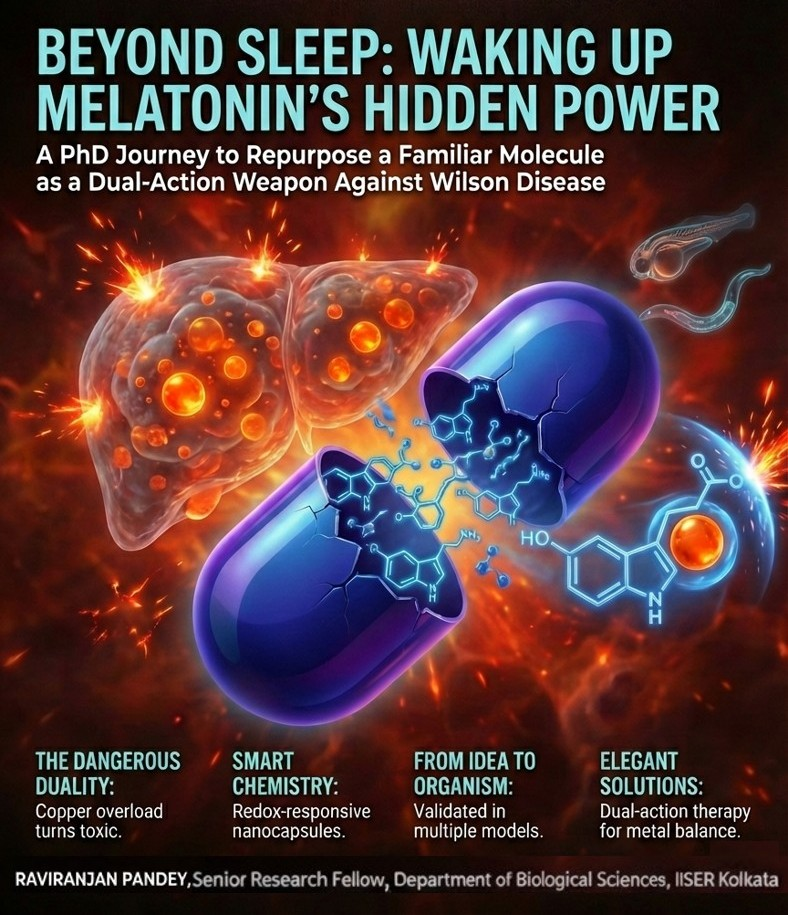 BEYOND SLEEP: WAKING UP
MELATONIN'S HIDDEN POWER
A PhD Journey to Repurpose a Familiar Molecule
as a Dual-Action Weapon Against Wilson Disease
HO
O
O
N
H
NH₃
N
H
THE DANGEROUS
DUALITY:
Copper overload
turns toxic.
SMART
CHEMISTRY:
Redox-responsive
nanocapsules.
FROM IDEA TO
ORGANISM:
Validated in
multiple models.
ELEGANT
SOLUTIONS:
Dual-action therapy
for metal balance.
RAVIRANJAN PANDEY,Senior Research Fellow, Department of Biological Sciences, IISER Kolkata